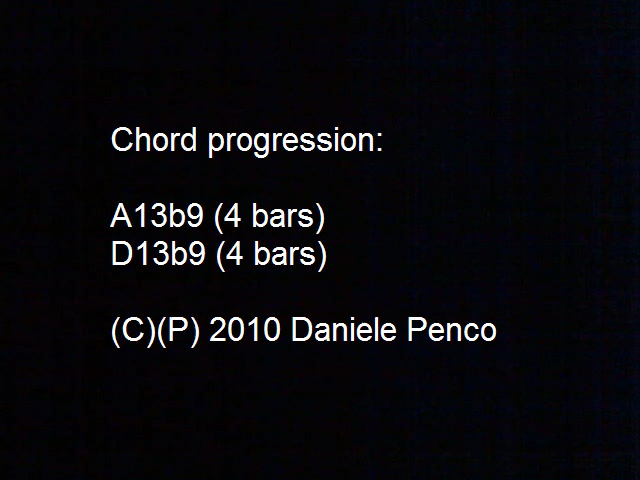 Chord progression:
A13b9 (4 bars)
D13b9 (4 bars)
(C)(P) 2010 Daniele Penco